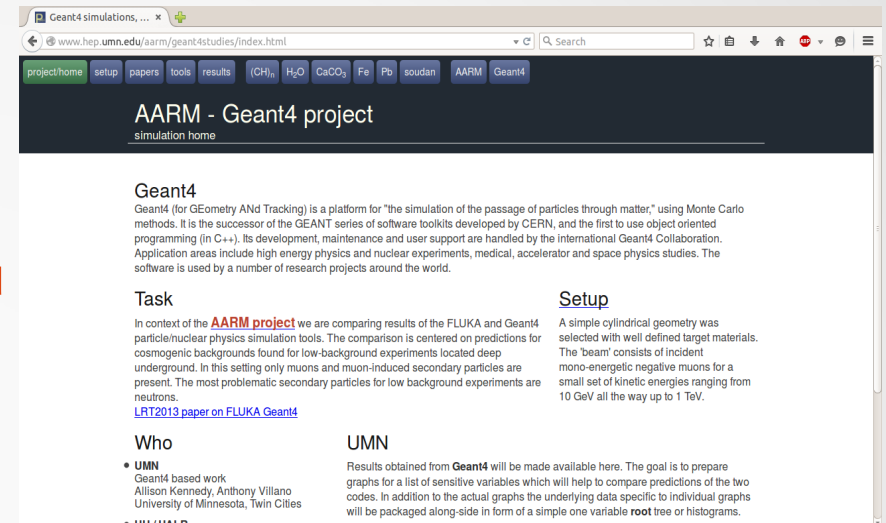 Geant4 simulations, ... ×
www.hep.umn.edu/aarm/geant4studies/index.html
Search
ABP
project/home setup papers tools results (CH)n H2O CaCO3 Fe Pb soudan AARM Geant4
AARM - Geant4 project
simulation home
Geant4
Geant4 (for GEometry ANd Tracking) is a platform for "the simulation of the passage of particles through matter," using Monte Carlo
methods. It is the successor of the GEANT series of software toolkits developed by CERN, and the first to use object oriented
programming (in C++). Its development, maintenance and user support are handled by the international Geant4 Collaboration.
Application areas include high energy physics and nuclear experiments, medical, accelerator and space physics studies. The
software is used by a number of research projects around the world.
Task
In context of the AARM project we are comparing results of the FLUKA and Geant4
particle/nuclear physics simulation tools. The comparison is centered on predictions for
cosmogenic backgrounds found for low-background experiments located deep
underground. In this setting only muons and muon-induced secondary particles are
present. The most problematic secondary particles for low background experiments are
neutrons.
LRT2013 paper on FLUKA Geant4
Setup
A simple cylindrical geometry was
selected with well defined target materials.
The 'beam' consists of incident
mono-energetic negative muons for a
small set of kinetic energies ranging from
10 GeV all the way up to 1 TeV.
Who
UMN
Geant4 based work
Allison Kennedy, Anthony Villano
University of Minnesota, Twin Cities
UMN
Results obtained from Geant4 will be made available here. The goal is to prepare
graphs for a list of sensitive variables which will help to compare predictions of the two
codes. In addition to the actual graphs the underlying data specific to individual graphs
will be packaged along-side in form of a simple one variable root tree or histograms.